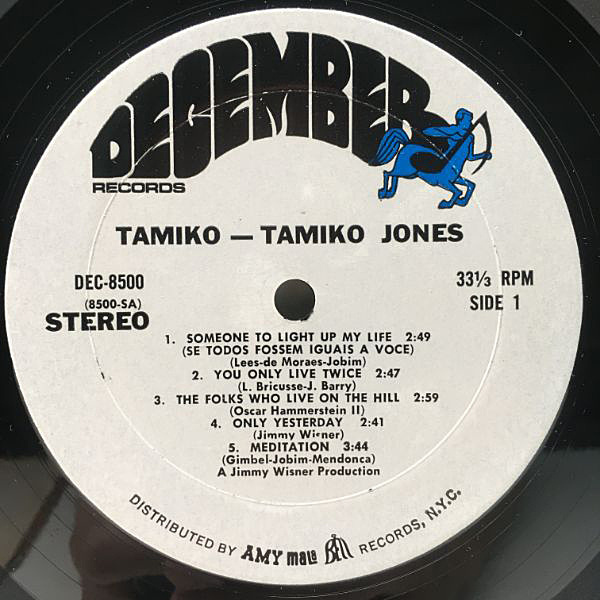 DECEMBER
RECORDS
TAMIKO — TAMIKO JONES
DEC-8500
(8500-SA)
STEREO
33⅓ RPM
SIDE 1
1. SOMEONE TO LIGHT UP MY LIFE 2:49
(SE TODOS FOSSEM IGUAIS A VOCE)
(Lees-de Moraes-Jobim)
2. YOU ONLY LIVE TWICE 2:47
(L. Bricusse-J. Barry)
3. THE FOLKS WHO LIVE ON THE HILL 2:59
(Oscar Hammerstein II)
4. ONLY YESTERDAY 2:41
(Jimmy Wisner)
5. MEDITATION 3:44
(Gimbel-Jobim-Mendonca)
A Jimmy Wisner Production
DISTRIBUTED BY AMY mala Bell RECORDS, N.Y.C.